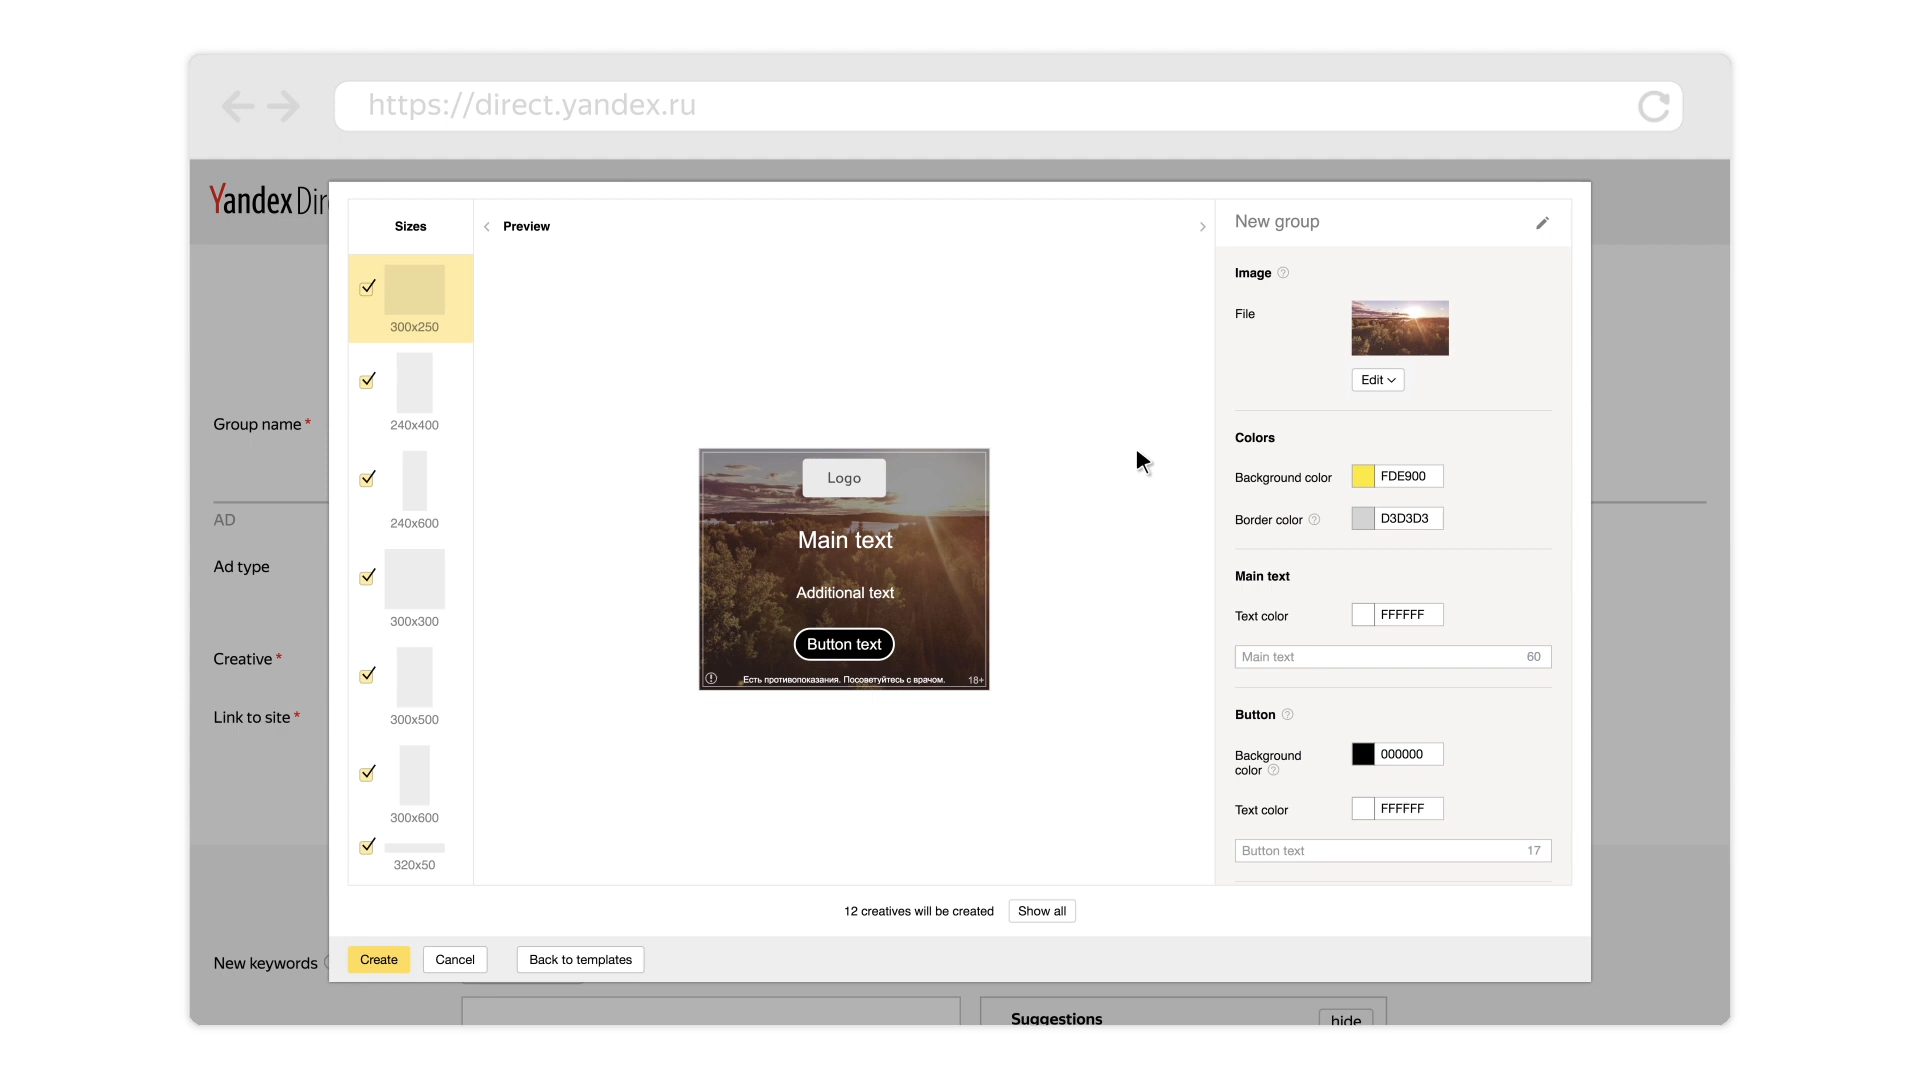 https://direct.yandex.ru
Yandex Dire
Group name *
AD
Ad type
Creative *
Link to site *
New keywords
Sizes
300x250
240x400
240x600
300x300
300x500
300x600
320x50
Preview
Logo
Main text
Additional text
Button text
Есть противопоказания. Посоветуйтесь с врачом.
18+
New group
Image ?
File
Edit
Colors
Background color FDE900
Border color ? D3D3D3
Main text
Text color FFFFFF
Main text 60
Button ?
Background color ? 000000
Text color FFFFFF
Button text 17
12 creatives will be created Show all
Create Cancel Back to templates
Suggestions hide